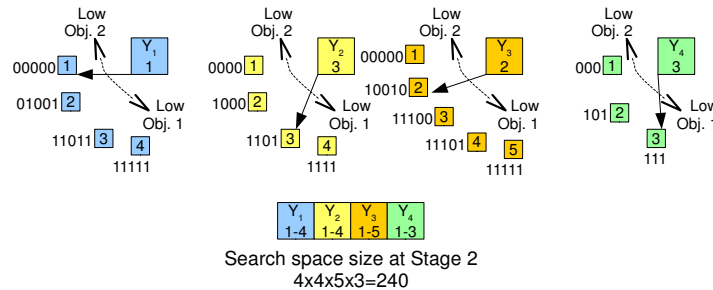 Low
Obj. 2
Y1
1
00000 1
01001 2
11011 3
4
11111
Low
Obj. 1
Low
Obj. 2
Y2
3
0000 1
1000 2
1101 3
4
1111
Low
Obj. 1
Low
Obj. 2
Y3
2
00000 1
10010 2
11100 3
11101 4
5
11111
Low
Obj. 1
Low
Obj. 2
Y4
3
000 1
101 2
3
111
Low
Obj. 1
Y1 Y2 Y3 Y4
1-4 1-4 1-5 1-3
Search space size at Stage 2
4x4x5x3=240